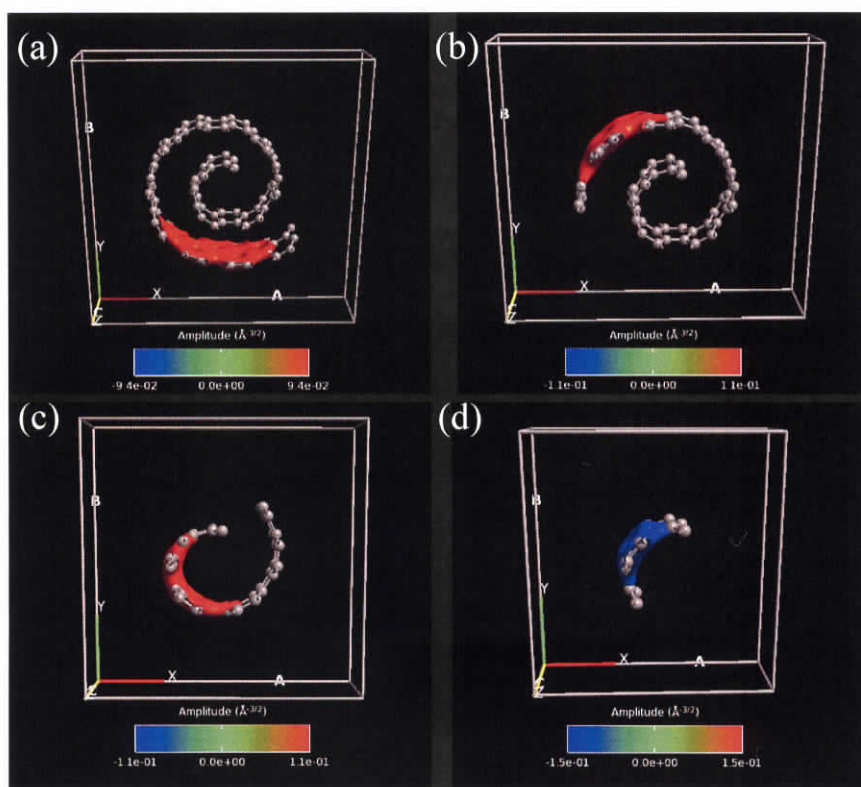 (a)
B
Y
X
A
Z
Amplitude (Å^-3/2)
-9.4e-02 0.0e+00 9.4e-02
(b)
B
Y
X
A
Z
Amplitude (Å^-3/2)
-1.1e-01 0.0e+00 1.1e-01
(c)
B
Y
X
A
Z
Amplitude (Å^-3/2)
-1.1e-01 0.0e+00 1.1e-01
(d)
B
Y
X
A
Z
Amplitude (Å^-3/2)
-1.5e-01 0.0e+00 1.5e-01